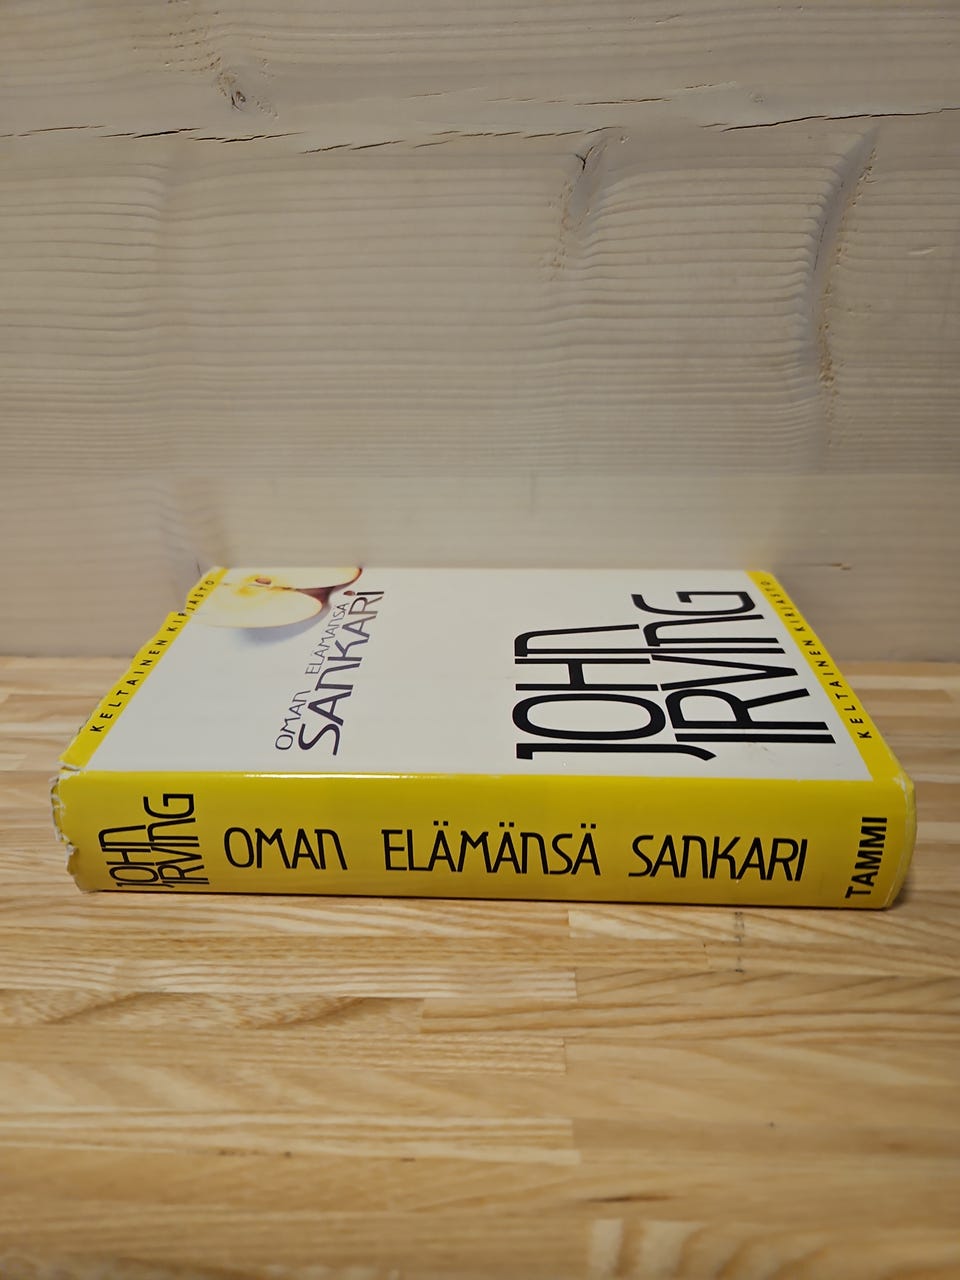 KELTAINEN KIRJASTO
OMAN ELÄMÄNSÄ
SANKARI
JOHN
IRVING
KELTAINEN KIRJASTO
JOHN
IRVING
OMAN ELÄMÄNSÄ SANKARI
TAMMI